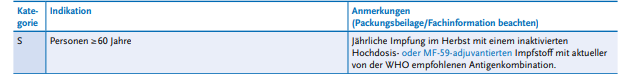 Kate-
gorie
Indikation
Anmerkungen
(Packungsbeilage/Fachinformation beachten)
S
Personen ≥ 60 Jahre
Jährliche Impfung im Herbst mit einem inaktivierten
Hochdosis- oder MF-59-adjuvantierten Impfstoff mit aktueller
von der WHO empfohlenen Antigenkombination.